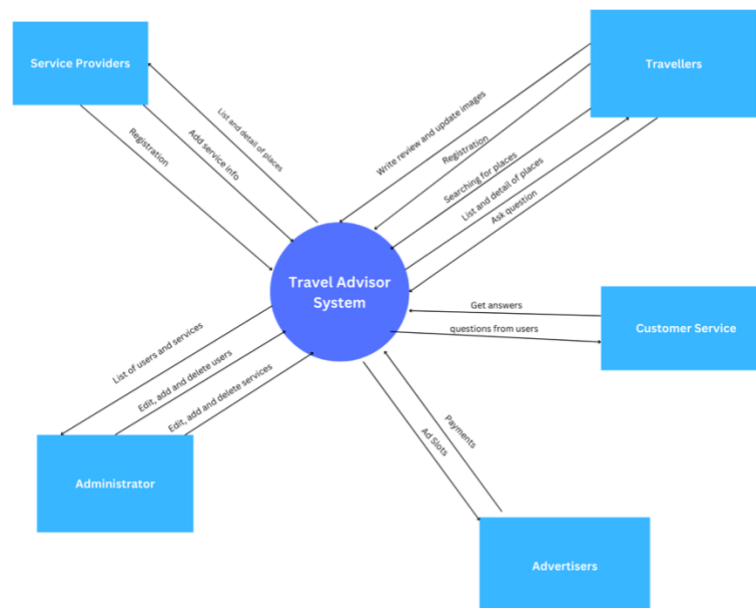 Service Providers
Travellers
List and detail of places
Add service info
Registration
Write review and update images
Registration
Searching for places
List and detail of places
Ask question
Travel Advisor
System
Get answers
questions from users
Customer Service
List of users and services
Edit, add and delete users
Edit, add and delete services
Payments
Ad Slots
Administrator
Advertisers